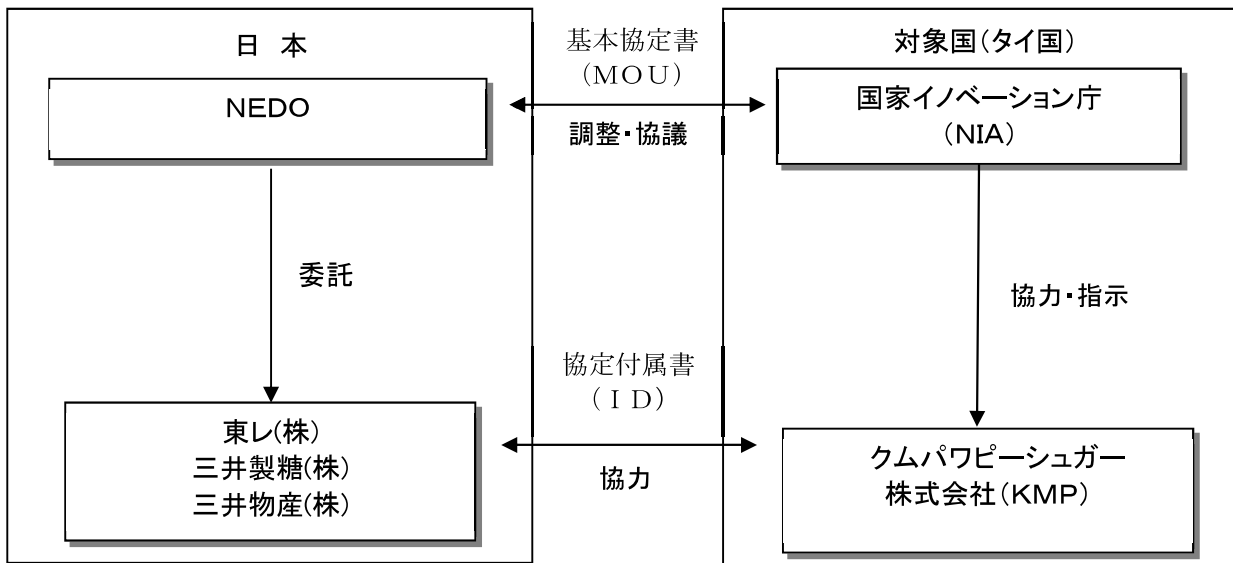 日 本
基本協定書
(ＭＯＵ)
対象国(タイ国)
NEDO
調整・協議
国家イノベーション庁
(NIA)
委託
協力・指示
協定付属書
(ＩＤ)
東レ(株)
三井製糖(株)
三井物産(株)
協力
クムパワピーシュガー
株式会社(KMP)